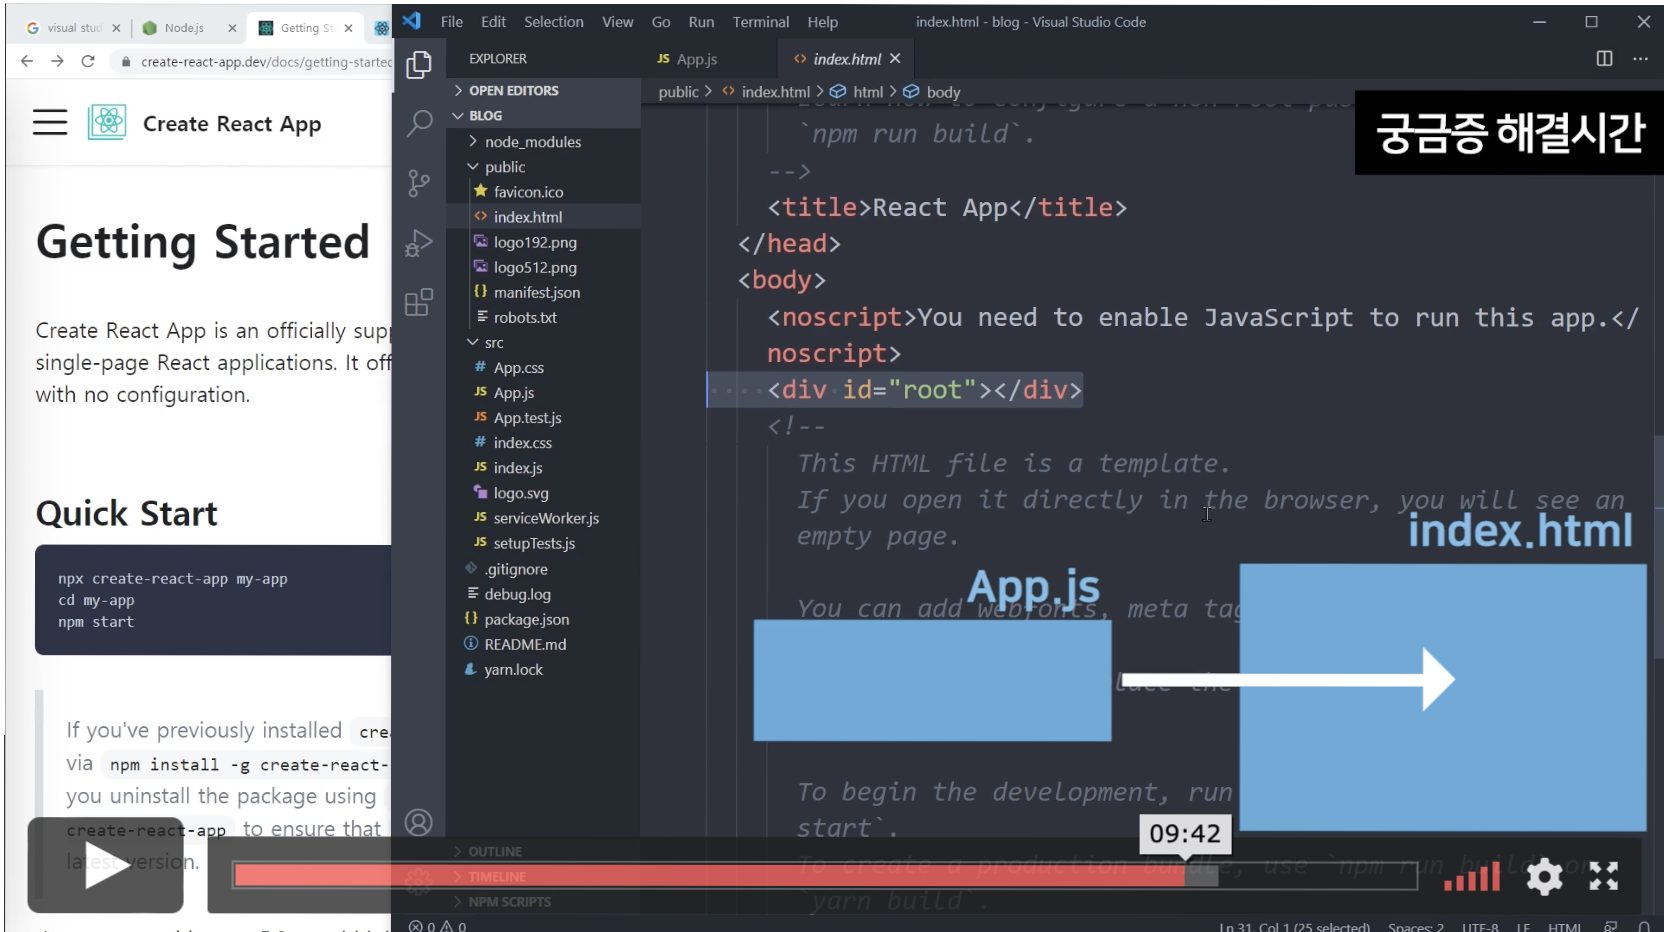 visual stud
Node.js
Getting St
create-react-app.dev/docs/getting-started
Create React App
Getting Started
Create React App is an officially supp
single-page React applications. It off
with no configuration.
Quick Start
npx create-react-app my-app
cd my-app
npm start
If you've previously installed crea
via npm install -g create-react-
you uninstall the package using
create-react-app to ensure that
latest version.
File Edit Selection View Go Run Terminal Help
index.html - blog - Visual Studio Code
EXPLORER
OPEN EDITORS
BLOG
node_modules
public
favicon.ico
index.html
logo192.png
logo512.png
manifest.json
robots.txt
src
App.css
App.js
App.test.js
index.css
index.js
logo.svg
serviceWorker.js
setupTests.js
.gitignore
debug.log
package.json
README.md
yarn.lock
OUTLINE
TIMELINE
NPM SCRIPTS
JS App.js
<> index.html
public > <> index.html > html > body
궁금증 해결시간
`npm run build`.
-->
<title>React App</title>
</head>
<body>
<noscript>You need to enable JavaScript to run this app.</
noscript>
<div id="root"></div>
<!--
This HTML file is a template.
If you open it directly in the browser, you will see an
empty page.
index.html
App.js
You can add webfonts, meta tag
To begin the development, run
start`.
09:42
To create a production bundle, use `npm run build` or
`yarn build`.
0 0
Ln 31, Col 1 (25 selected) Spaces: 2 UTF-8 LF HTML